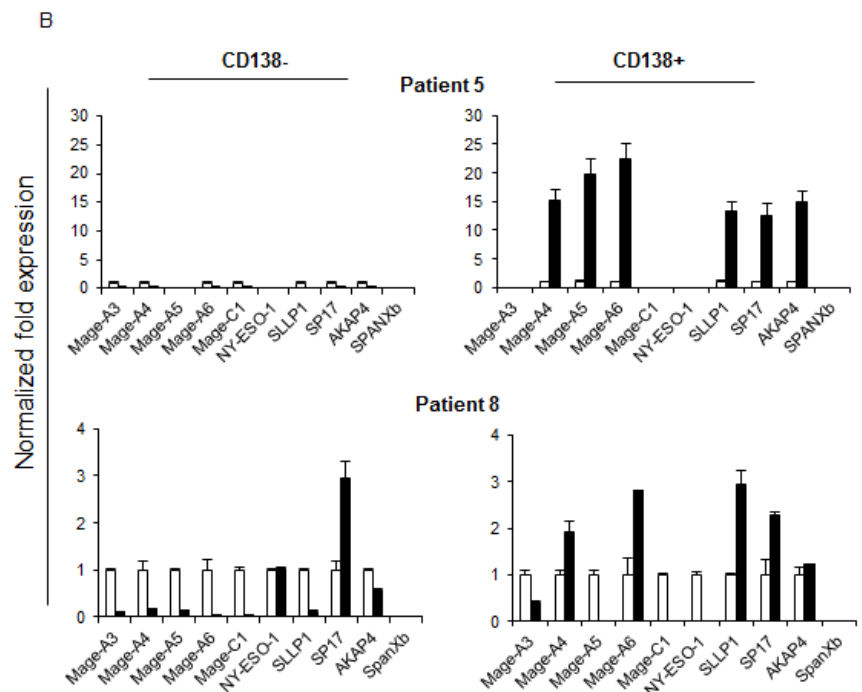 B
CD138-
CD138+
Patient 5
Normalized fold expression
30
25
20
15
10
5
0
Mage-A3
Mage-A4
Mage-A5
Mage-A6
Mage-C1
NY-ESO-1
SLLP1
SP17
AKAP4
SPANXb
30
25
20
15
10
5
0
Mage-A3
Mage-A4
Mage-A5
Mage-A6
Mage-C1
NY-ESO-1
SLLP1
SP17
AKAP4
SPANXb
Patient 8
4
3
2
1
0
Mage-A3
Mage-A4
Mage-A5
Mage-A6
Mage-C1
NY-ESO-1
SLLP1
SP17
AKAP4
SpanXb
4
3
2
1
0
Mage-A3
Mage-A4
Mage-A5
Mage-A6
Mage-C1
NY-ESO-1
SLLP1
SP17
AKAP4
SpanXb